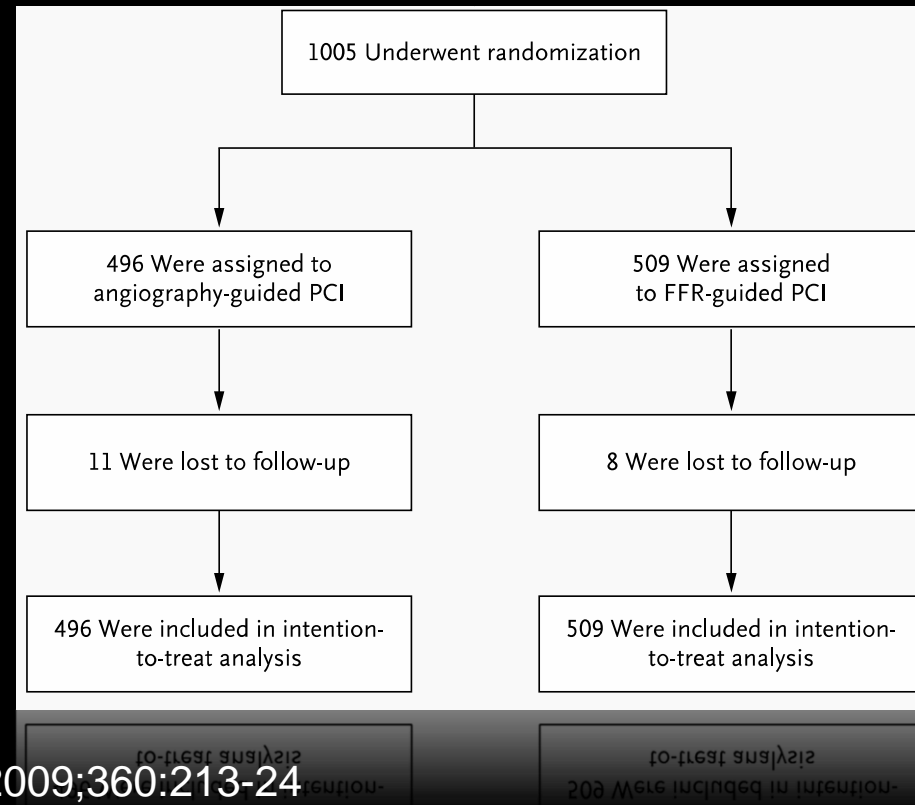 1005 Underwent randomization
496 Were assigned to
angiography-guided PCI
509 Were assigned
to FFR-guided PCI
11 Were lost to follow-up
8 Were lost to follow-up
496 Were included in intention-
to-treat analysis
509 Were included in intention-
to-treat analysis
2009;360:213-24